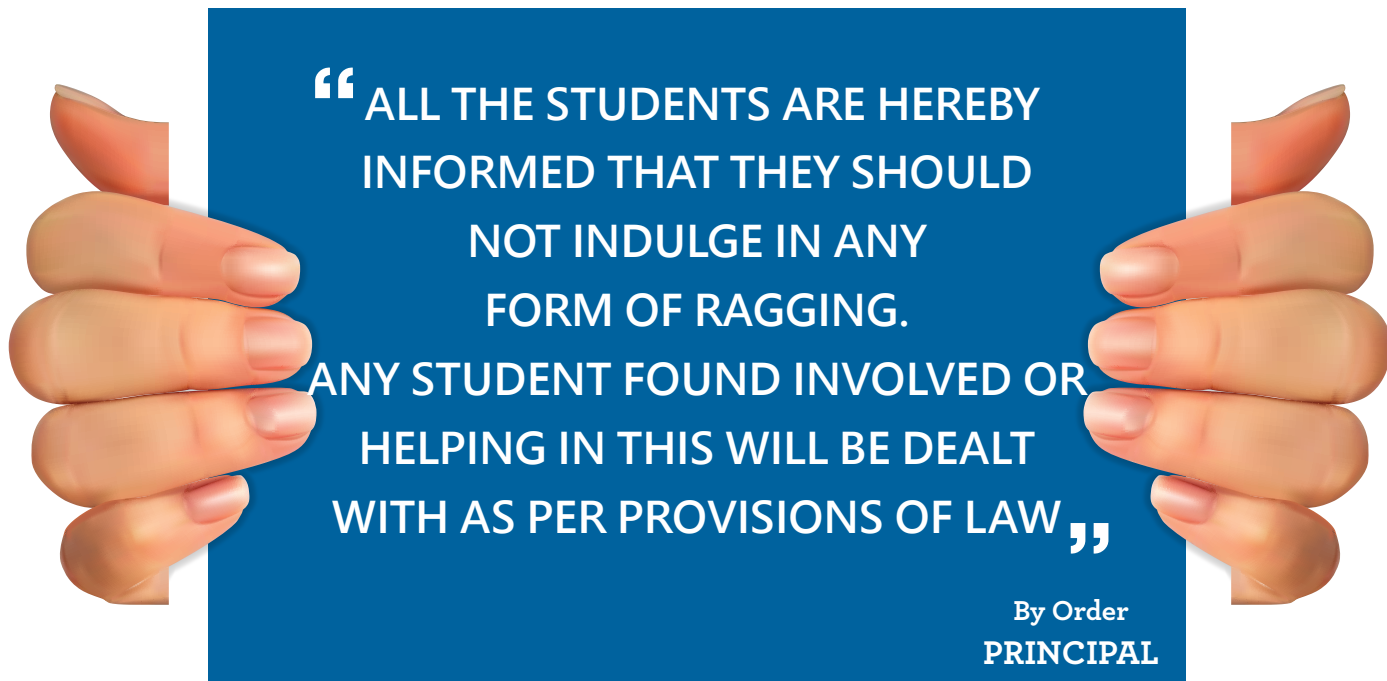 “ ALL THE STUDENTS ARE HEREBY
INFORMED THAT THEY SHOULD
NOT INDULGE IN ANY
FORM OF RAGGING.
ANY STUDENT FOUND INVOLVED OR
HELPING IN THIS WILL BE DEALT
WITH AS PER PROVISIONS OF LAW ”
By Order
PRINCIPAL